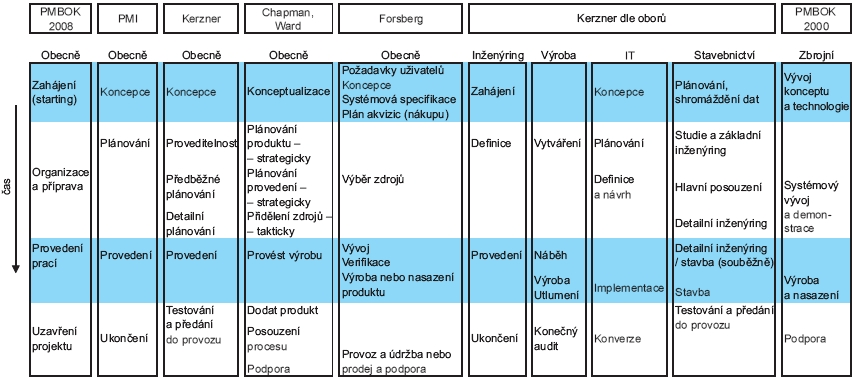 PMBOK
2008
PMI
Kerzner
Chapman,
Ward
Forsberg
Kerzner dle oborů
PMBOK
2000
Obecně
Obecně
Obecně
Obecně
Obecně
Inženýring
Výroba
IT
Stavebnictví
Zbrojní
čas
Zahájení
(starting)
Koncepce
Koncepce
Konceptualizace
Požadavky uživatelů
Koncepce
Systémová specifikace
Plán akvizic (nákupu)
Zahájení
Koncepce
Plánování,
shromáždění dat
Vývoj
konceptu
a technologie
Organizace
a příprava
Plánování
Proveditelnost
Předběžné
plánování
Detailní
plánování
Plánování
produktu –
– strategicky
Plánování
provedení –
– strategicky
Přidělení zdrojů –
– takticky
Výběr zdrojů
Definice
Vytváření
Plánování
Definice
a návrh
Studie a základní
inženýring
Hlavní posouzení
Detailní inženýring
Systémový
vývoj
a demon-
strace
Provedení
prací
Provedení
Provedení
Provést výrobu
Vývoj
Verifikace
Výroba nebo nasazení
produktu
Provedení
Náběh
Výroba
Utlumení
Implementace
Detailní inženýring
/ stavba (souběžně)
Stavba
Výroba
a nasazení
Uzavření
projektu
Ukončení
Testování
a předání
do provozu
Dodat produkt
Posouzení
procesu
Podpora
Provoz a údržba nebo
prodej a podpora
Ukončení
Konečný
audit
Konverze
Testování a předání
do provozu
Podpora